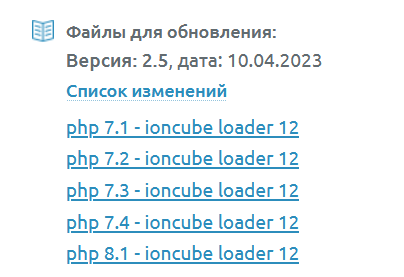 Файлы для обновления:
Версия: 2.5, дата: 10.04.2023
Список изменений
php 7.1 - ioncube loader 12
php 7.2 - ioncube loader 12
php 7.3 - ioncube loader 12
php 7.4 - ioncube loader 12
php 8.1 - ioncube loader 12